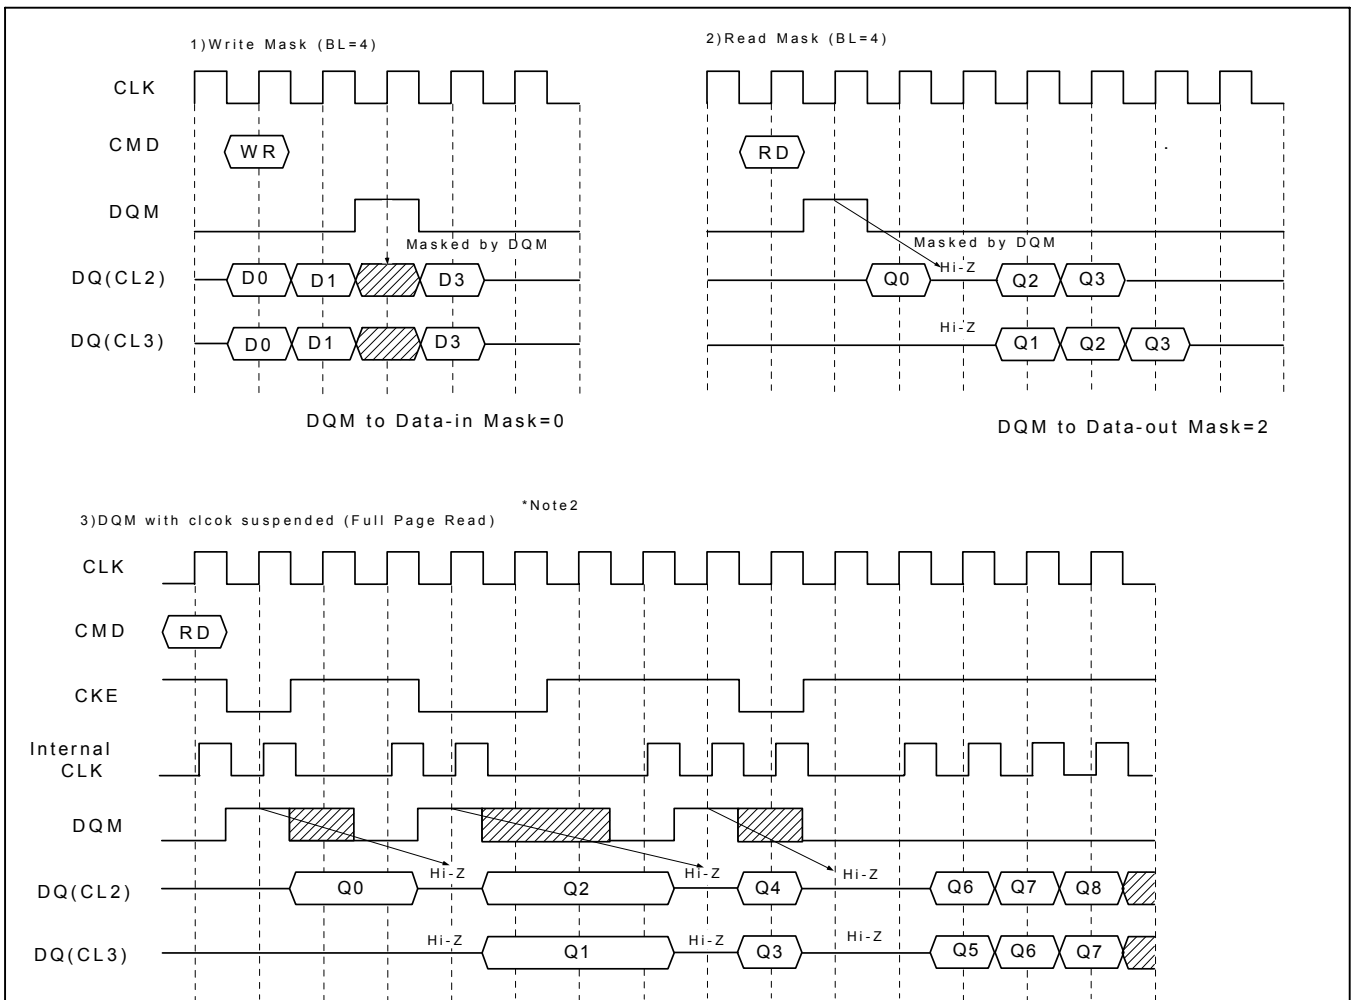 1)Write Mask (BL=4)
2)Read Mask (BL=4)
CLK
CMD
WR
RD
DQM
Masked by DQM
Masked by DQM
DQ(CL2)
D0
D1
D3
Q0
Hi-Z
Q2
Q3
DQ(CL3)
D0
D1
D3
Hi-Z
Q1
Q2
Q3
DQM to Data-in Mask=0
DQM to Data-out Mask=2
*Note2
3)DQM with clcok suspended (Full Page Read)
CLK
CMD
RD
CKE
Internal
CLK
DQM
DQ(CL2)
Q0
Hi-Z
Q2
Hi-Z
Q4
Hi-Z
Q6
Q7
Q8
DQ(CL3)
Hi-Z
Q1
Hi-Z
Q3
Hi-Z
Q5
Q6
Q7